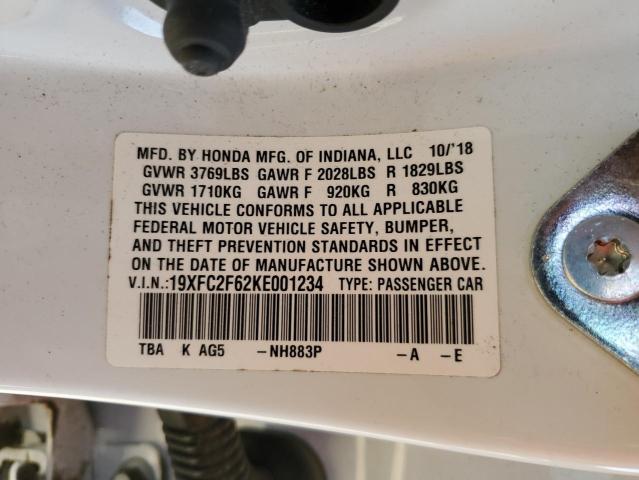 MFD. BY HONDA MFG. OF INDIANA, LLC 10/'18
GVWR 3769LBS GAWR F 2028LBS R 1829LBS
GVWR 1710KG GAWR F 920KG R 830KG
THIS VEHICLE CONFORMS TO ALL APPLICABLE
FEDERAL MOTOR VEHICLE SAFETY, BUMPER,
AND THEFT PREVENTION STANDARDS IN EFFECT
ON THE DATE OF MANUFACTURE SHOWN ABOVE.
V.I.N.:19XFC2F62KE001234 TYPE: PASSENGER CAR
TBA K AG5 -NH883P -A -E